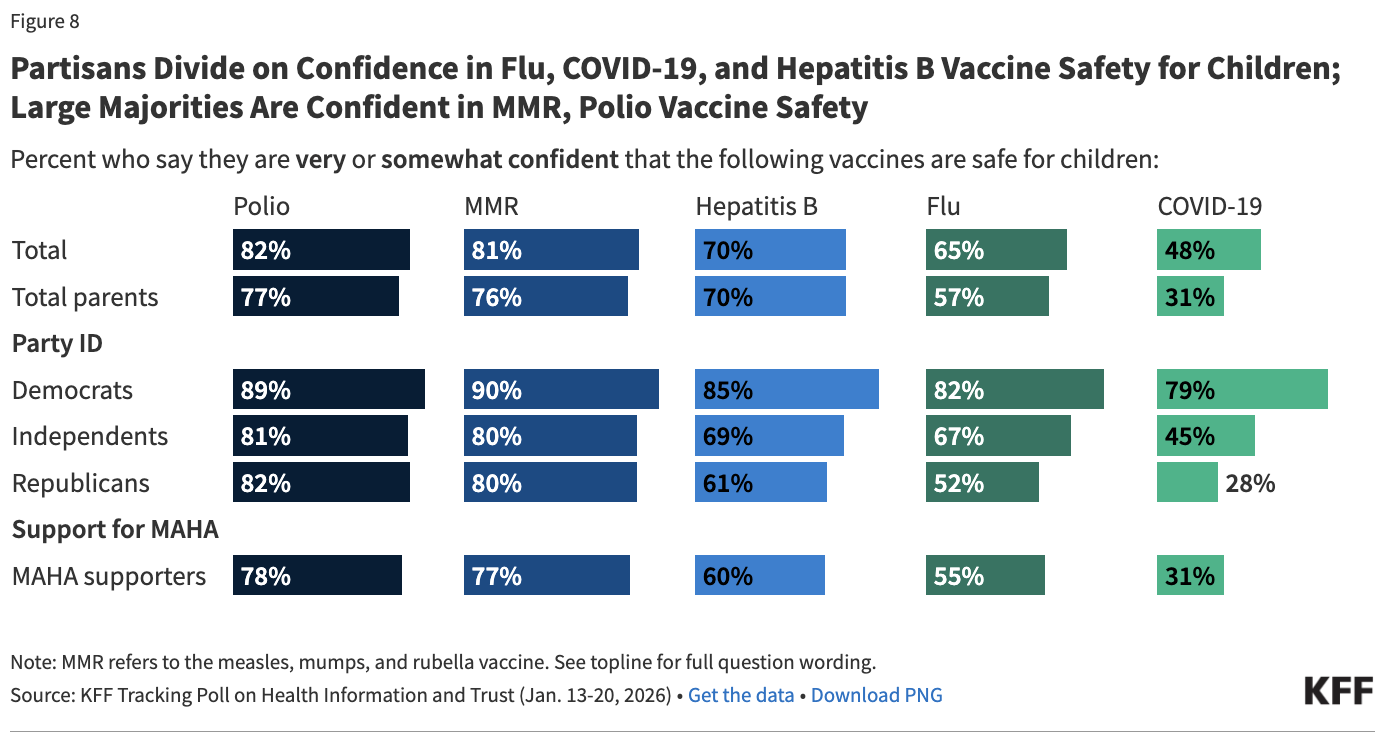 Figure 8
Partisans Divide on Confidence in Flu, COVID-19, and Hepatitis B Vaccine Safety for Children;
Large Majorities Are Confident in MMR, Polio Vaccine Safety
Percent who say they are very or somewhat confident that the following vaccines are safe for children:
Polio MMR Hepatitis B Flu COVID-19
Total 82% 81% 70% 65% 48%
Total parents 77% 76% 70% 57% 31%
Party ID
Democrats 89% 90% 85% 82% 79%
Independents 81% 80% 69% 67% 45%
Republicans 82% 80% 61% 52% 28%
Support for MAHA
MAHA supporters 78% 77% 60% 55% 31%
Note: MMR refers to the measles, mumps, and rubella vaccine. See topline for full question wording.
Source: KFF Tracking Poll on Health Information and Trust (Jan. 13-20, 2026) • Get the data • Download PNG
KFF